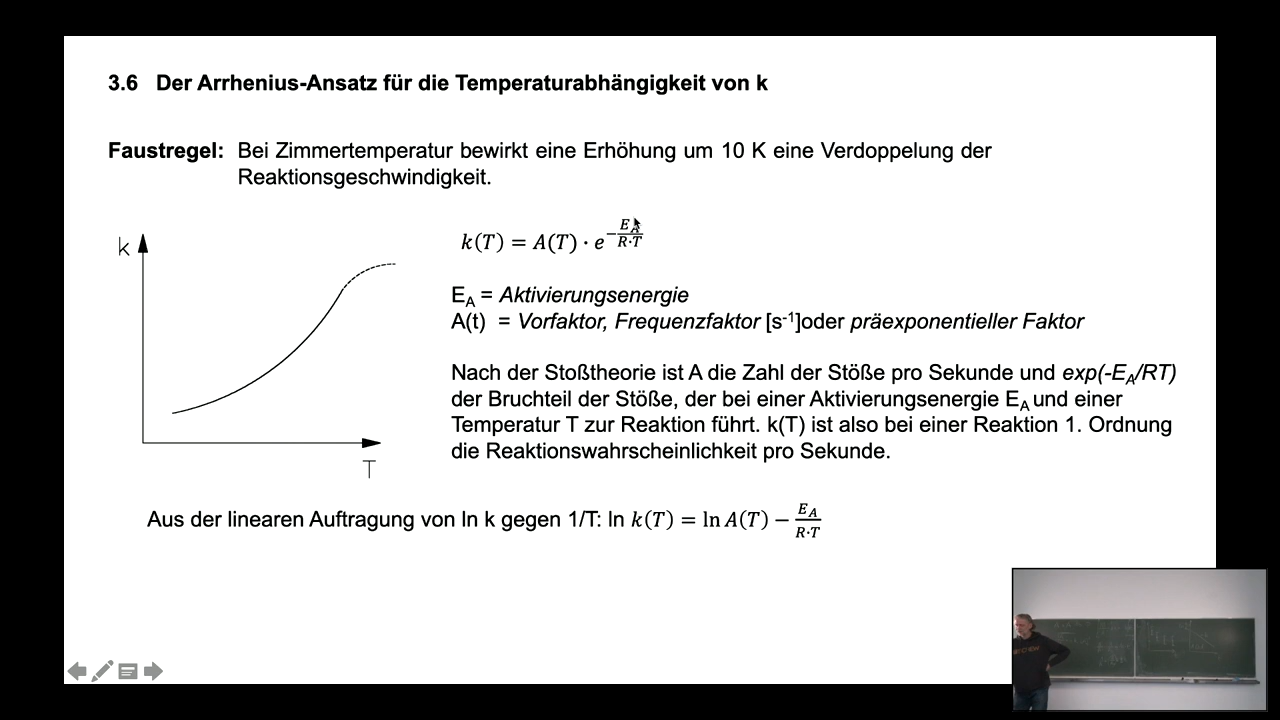 3.6 Der Arrhenius-Ansatz für die Temperaturabhängigkeit von k
Faustregel: Bei Zimmertemperatur bewirkt eine Erhöhung um 10 K eine Verdoppelung der
Reaktionsgeschwindigkeit.
k
k(T) = A(T) · e^{-\frac{E_A}{R·T}}
E_A = Aktivierungsenergie
A(t) = Vorfaktor, Frequenzfaktor [s^{-1}]oder präexponentieller Faktor
Nach der Stoßtheorie ist A die Zahl der Stöße pro Sekunde und exp(-E_A/RT)
der Bruchteil der Stöße, der bei einer Aktivierungsenergie E_A und einer
Temperatur T zur Reaktion führt. k(T) ist also bei einer Reaktion 1. Ordnung
die Reaktionswahrscheinlichkeit pro Sekunde.
T
Aus der linearen Auftragung von ln k gegen 1/T: ln k(T) = ln A(T) − \frac{E_A}{R·T}